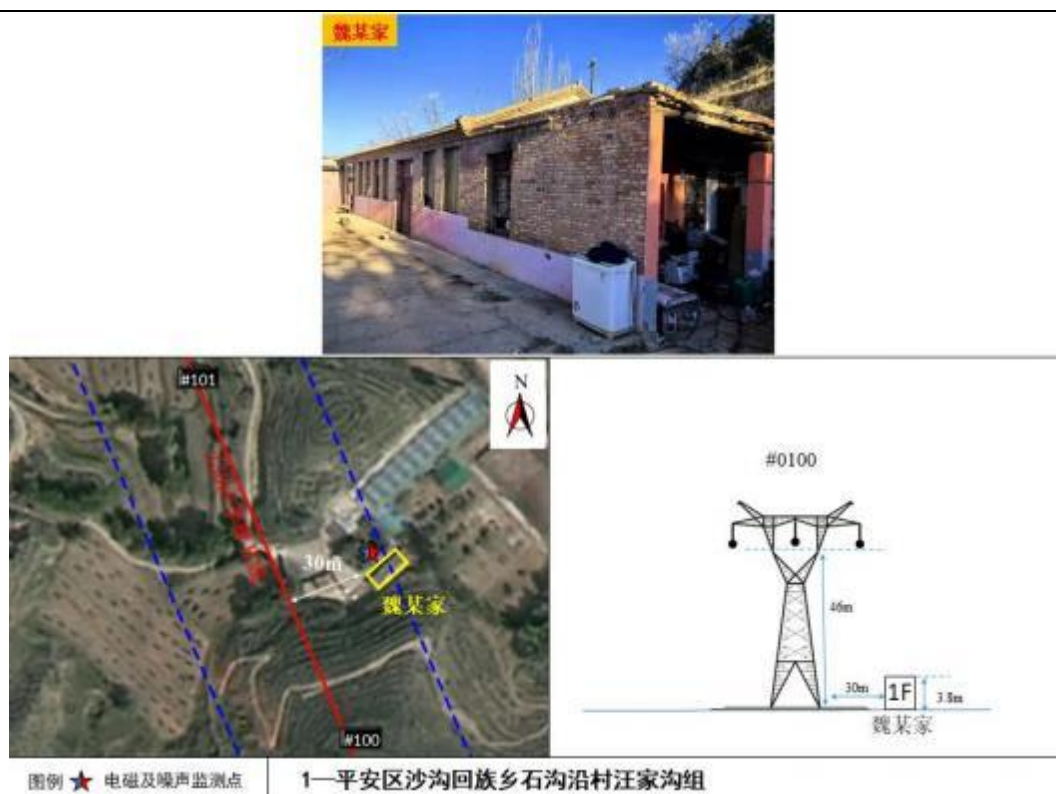 魏某家
#101
N
30m
魏某家
#100
#0100
46m
30m
1F
3.8m
魏某家
图例 ★ 电磁及噪声监测点
1—平安区沙沟回族乡石沟沿村汪家沟组